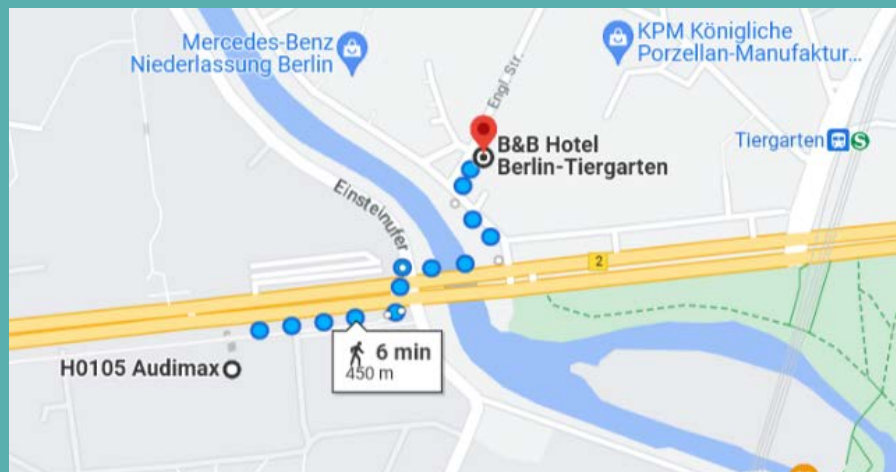 Mercedes-Benz
Niederlassung Berlin
KPM Königliche
Porzellan-Manufaktur...
Engl. Str.
B&B Hotel
Berlin-Tiergarten
Tiergarten
S
Einsteinufer
2
6 min
450 m
H0105 Audimax